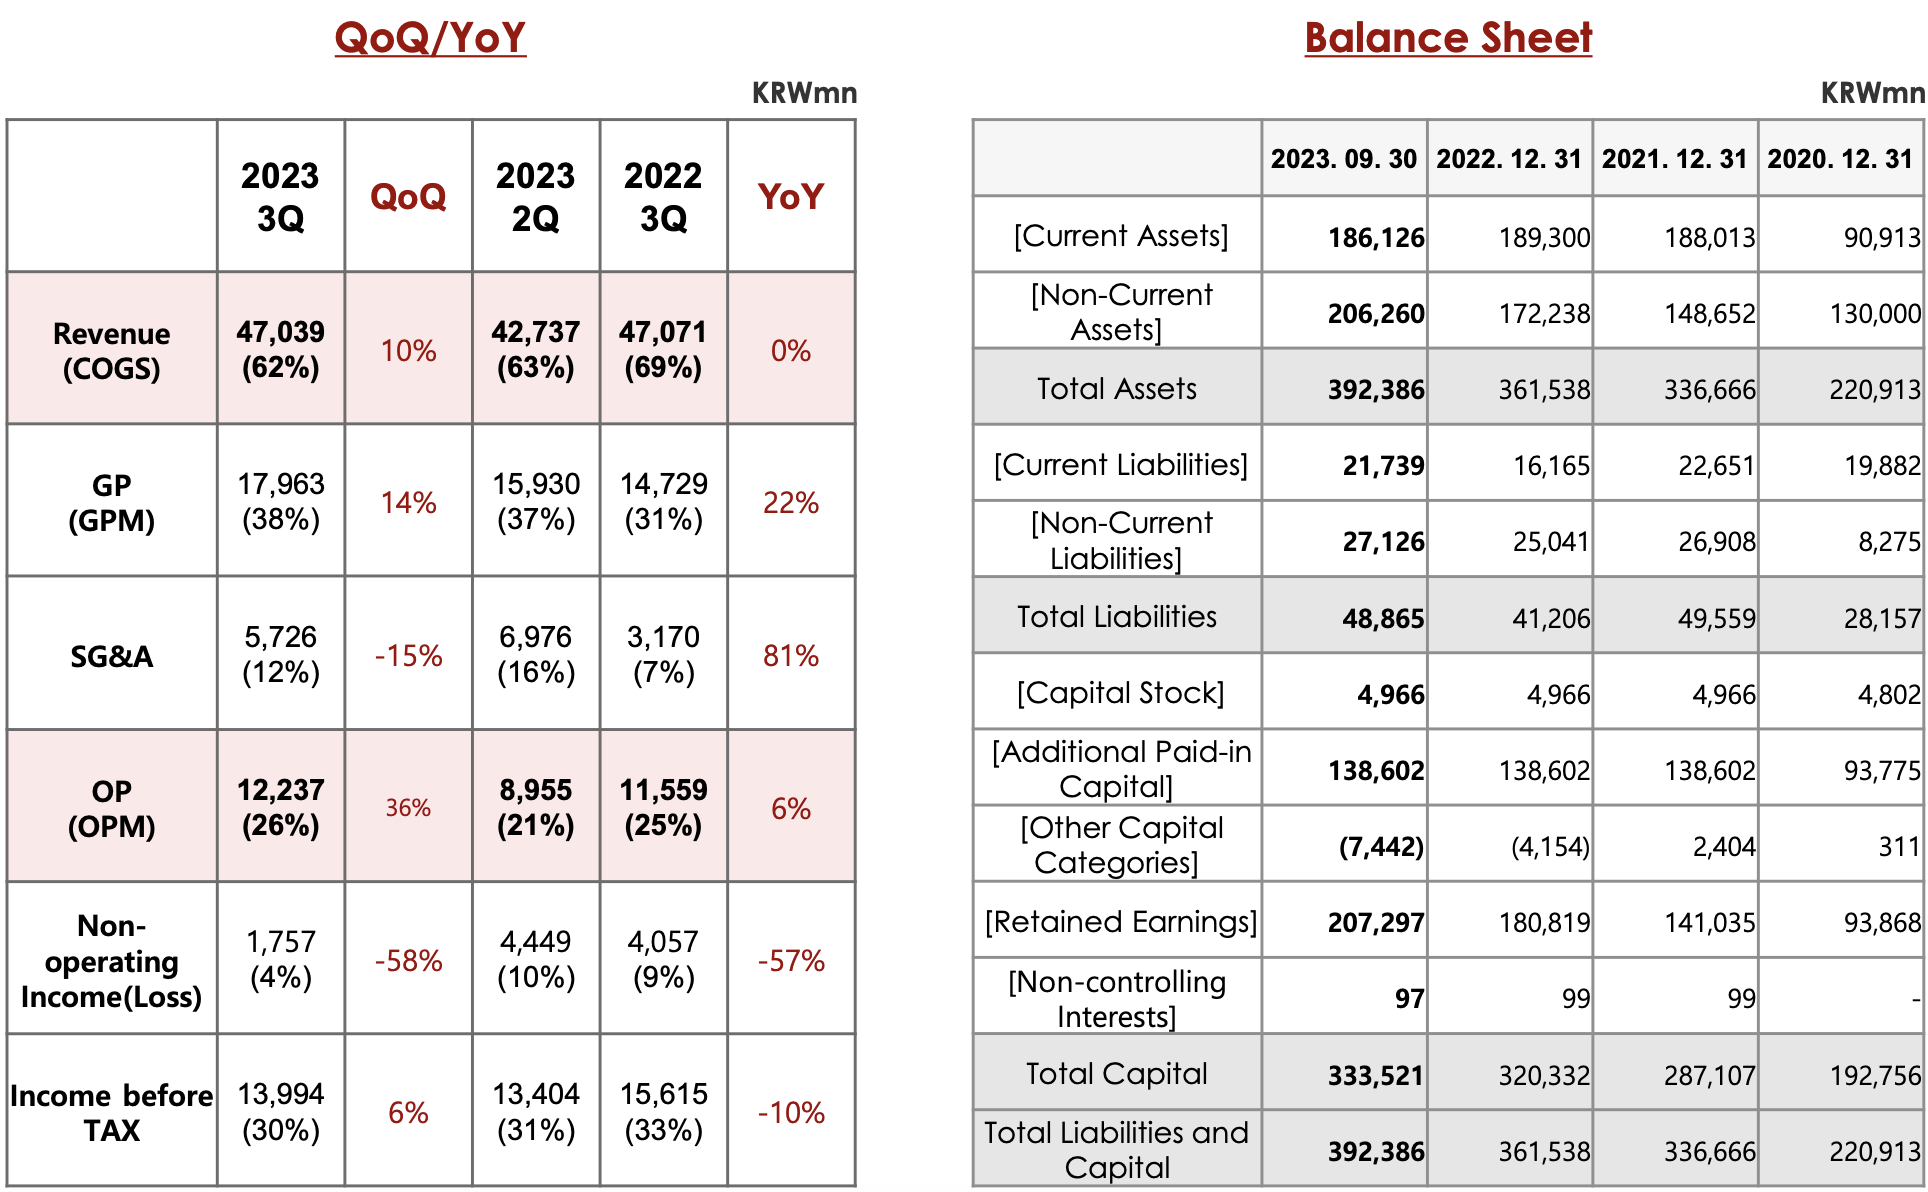 QoQ/YoY
KRWmn
2023 3Q QoQ 2023 2Q 2022 3Q YoY
Revenue (COGS) 47,039 (62%) 10% 42,737 (63%) 47,071 (69%) 0%
GP (GPM) 17,963 (38%) 14% 15,930 (37%) 14,729 (31%) 22%
SG&A 5,726 (12%) -15% 6,976 (16%) 3,170 (7%) 81%
OP (OPM) 12,237 (26%) 36% 8,955 (21%) 11,559 (25%) 6%
Non-operating Income(Loss) 1,757 (4%) -58% 4,449 (10%) 4,057 (9%) -57%
Income before TAX 13,994 (30%) 6% 13,404 (31%) 15,615 (33%) -10%
Balance Sheet
KRWmn
2023. 09. 30 2022. 12. 31 2021. 12. 31 2020. 12. 31
[Current Assets] 186,126 189,300 188,013 90,913
[Non-Current Assets] 206,260 172,238 148,652 130,000
Total Assets 392,386 361,538 336,666 220,913
[Current Liabilities] 21,739 16,165 22,651 19,882
[Non-Current Liabilities] 27,126 25,041 26,908 8,275
Total Liabilities 48,865 41,206 49,559 28,157
[Capital Stock] 4,966 4,966 4,966 4,802
[Additional Paid-in Capital] 138,602 138,602 138,602 93,775
[Other Capital Categories] (7,442) (4,154) 2,404 311
[Retained Earnings] 207,297 180,819 141,035 93,868
[Non-controlling Interests] 97 99 99 -
Total Capital 333,521 320,332 287,107 192,756
Total Liabilities and Capital 392,386 361,538 336,666 220,913